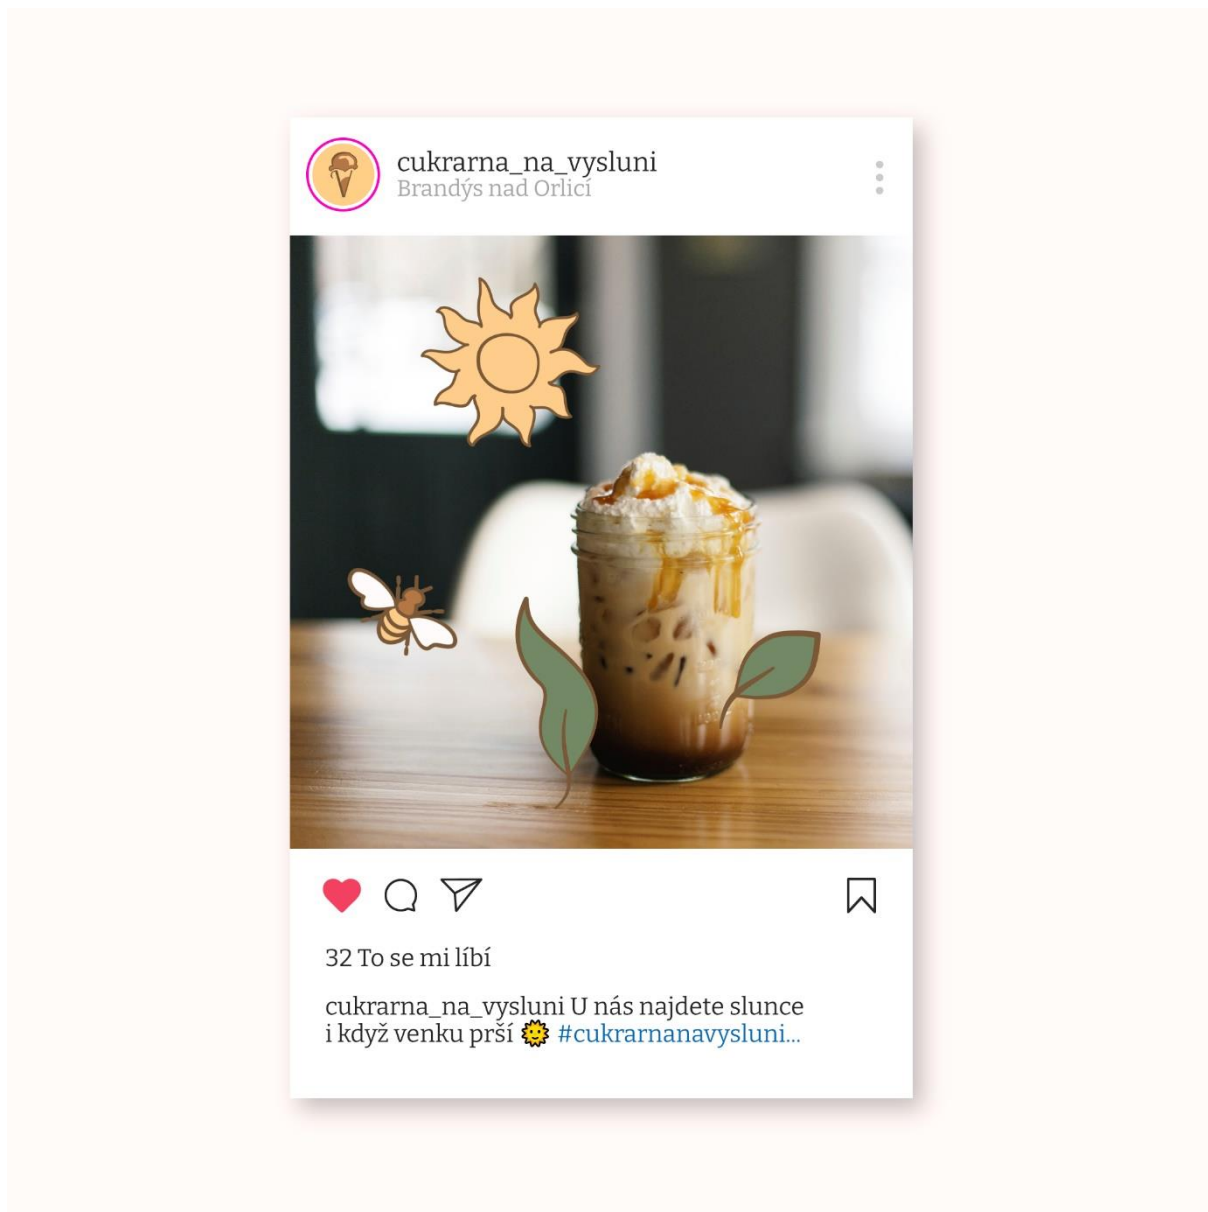 cukrarna_na_vysluni
Brandýs nad Orlicí
32 To se mi líbí
cukrarna_na_vysluni U nás najdete slunce
i když venku prší 🌞 #cukrarnanavysluni...